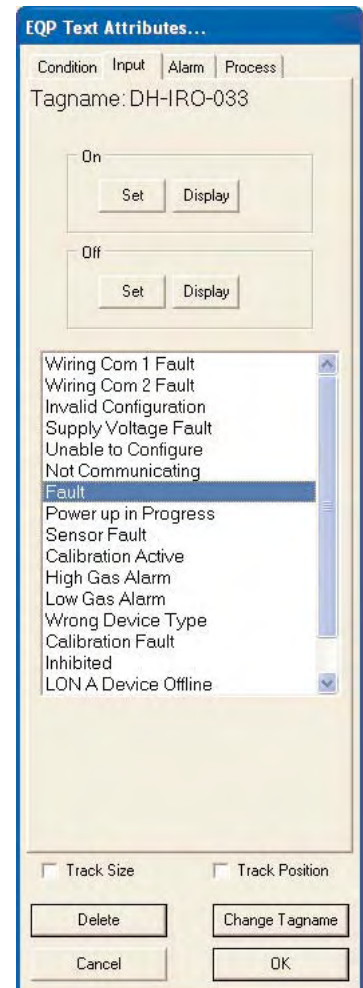 EQP Text Attributes...
Condition Input Alarm Process
Tagname: DH-IRO-033
On
Set Display
Off
Set Display
Wiring Com 1 Fault
Wiring Com 2 Fault
Invalid Configuration
Supply Voltage Fault
Unable to Configure
Not Communicating
Fault
Power up in Progress
Sensor Fault
Calibration Active
High Gas Alarm
Low Gas Alarm
Wrong Device Type
Calibration Fault
Inhibited
LON A Device Offline
Track Size Track Position
Delete Change Tagname
Cancel OK